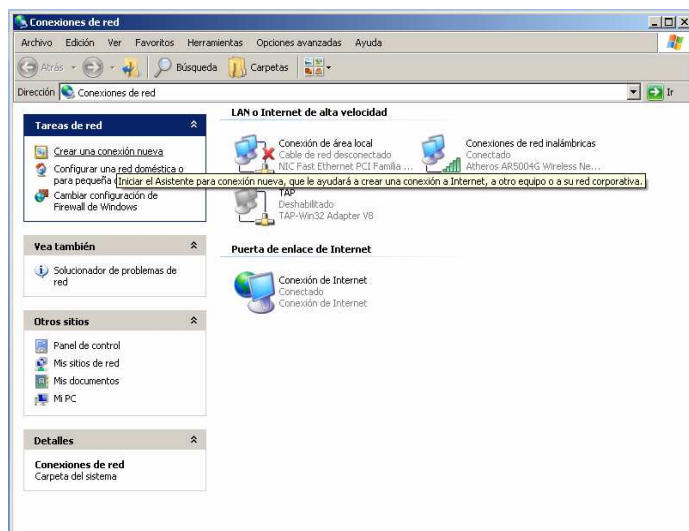 Conexiones de red
Archivo Edición Ver Favoritos Herramientas Opciones avanzadas Ayuda
Atrás Búsqueda Carpetas
Dirección Conexiones de red Ir
Tareas de red
Crear una conexión nueva
Configurar una red doméstica o
para pequeña
Iniciar el Asistente para conexión nueva, que le ayudará a crear una conexión a Internet, a otro equipo o a su red corporativa.
Cambiar configuración de
Firewall de Windows
Vea también
Solucionador de problemas de
red
Otros sitios
Panel de control
Mis sitios de red
Mis documentos
Mi PC
Detalles
Conexiones de red
Carpeta del sistema
LAN o Internet de alta velocidad
Conexión de área local
Cable de red desconectado
NIC Fast Ethernet PCI Familia ...
Conexiones de red inalámbricas
Conectado
Atheros AR5004G Wireless Ne...
TAP
Deshabilitado
TAP-Win32 Adapter V8
Puerta de enlace de Internet
Conexión de Internet
Conectado
Conexión de Internet